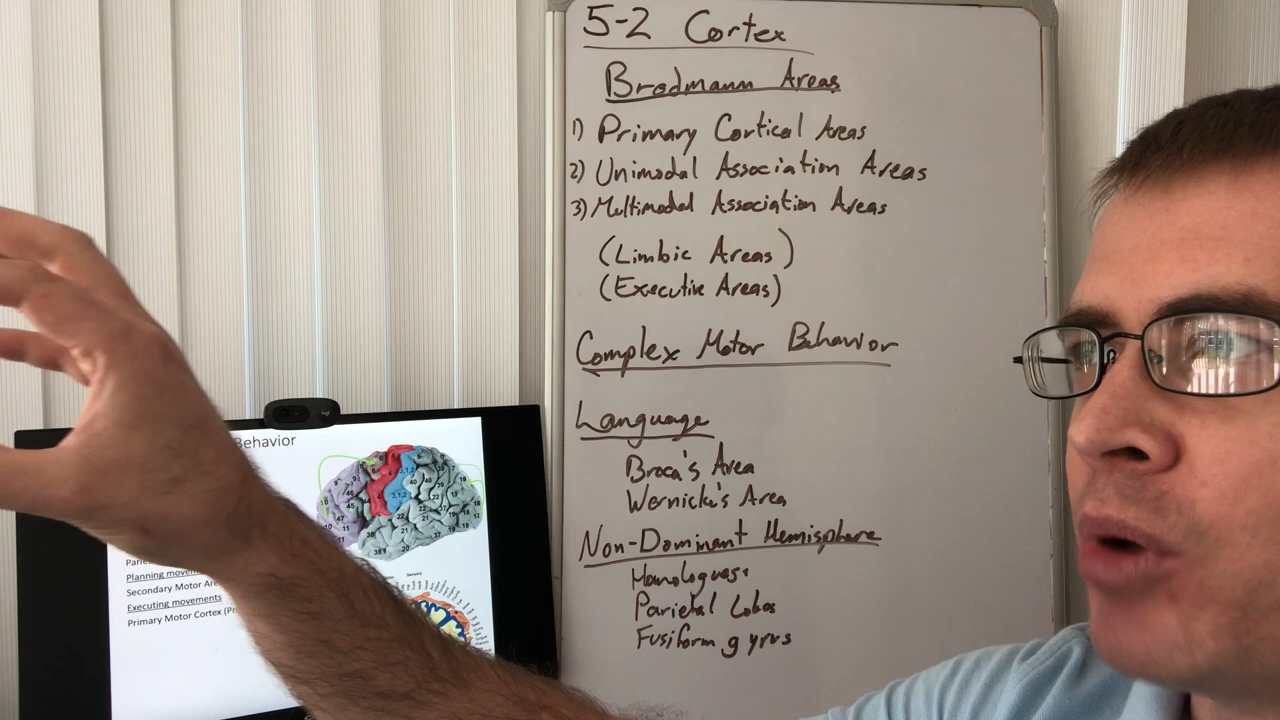 5-2 Cortex
Brodmann Areas
1) Primary Cortical Areas
2) Unimodal Association Areas
3) Multimodal Association Areas
(Limbic Areas)
(Executive Areas)
Complex Motor Behavior
Language
Broca's Area
Wernicke's Area
Non-Dominant Hemisphere
Homologues
Parietal Lobes
Fusiform gyrus
Behavior
Planning
Secondary Motor
Executing movements
Primary Motor Cortex